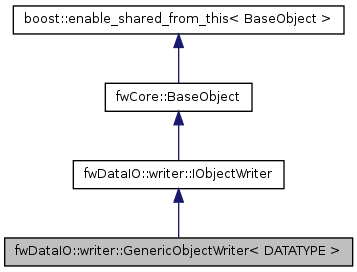 boost::enable_shared_from_this< BaseObject >
fwCore::BaseObject
fwDataIO::writer::IObjectWriter
fwDataIO::writer::GenericObjectWriter< DATATYPE >